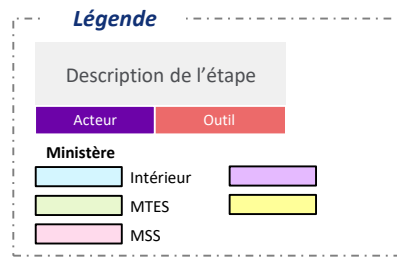 Légende
Description de l’étape
Acteur Outil
Ministère
Intérieur
MTES
MSS